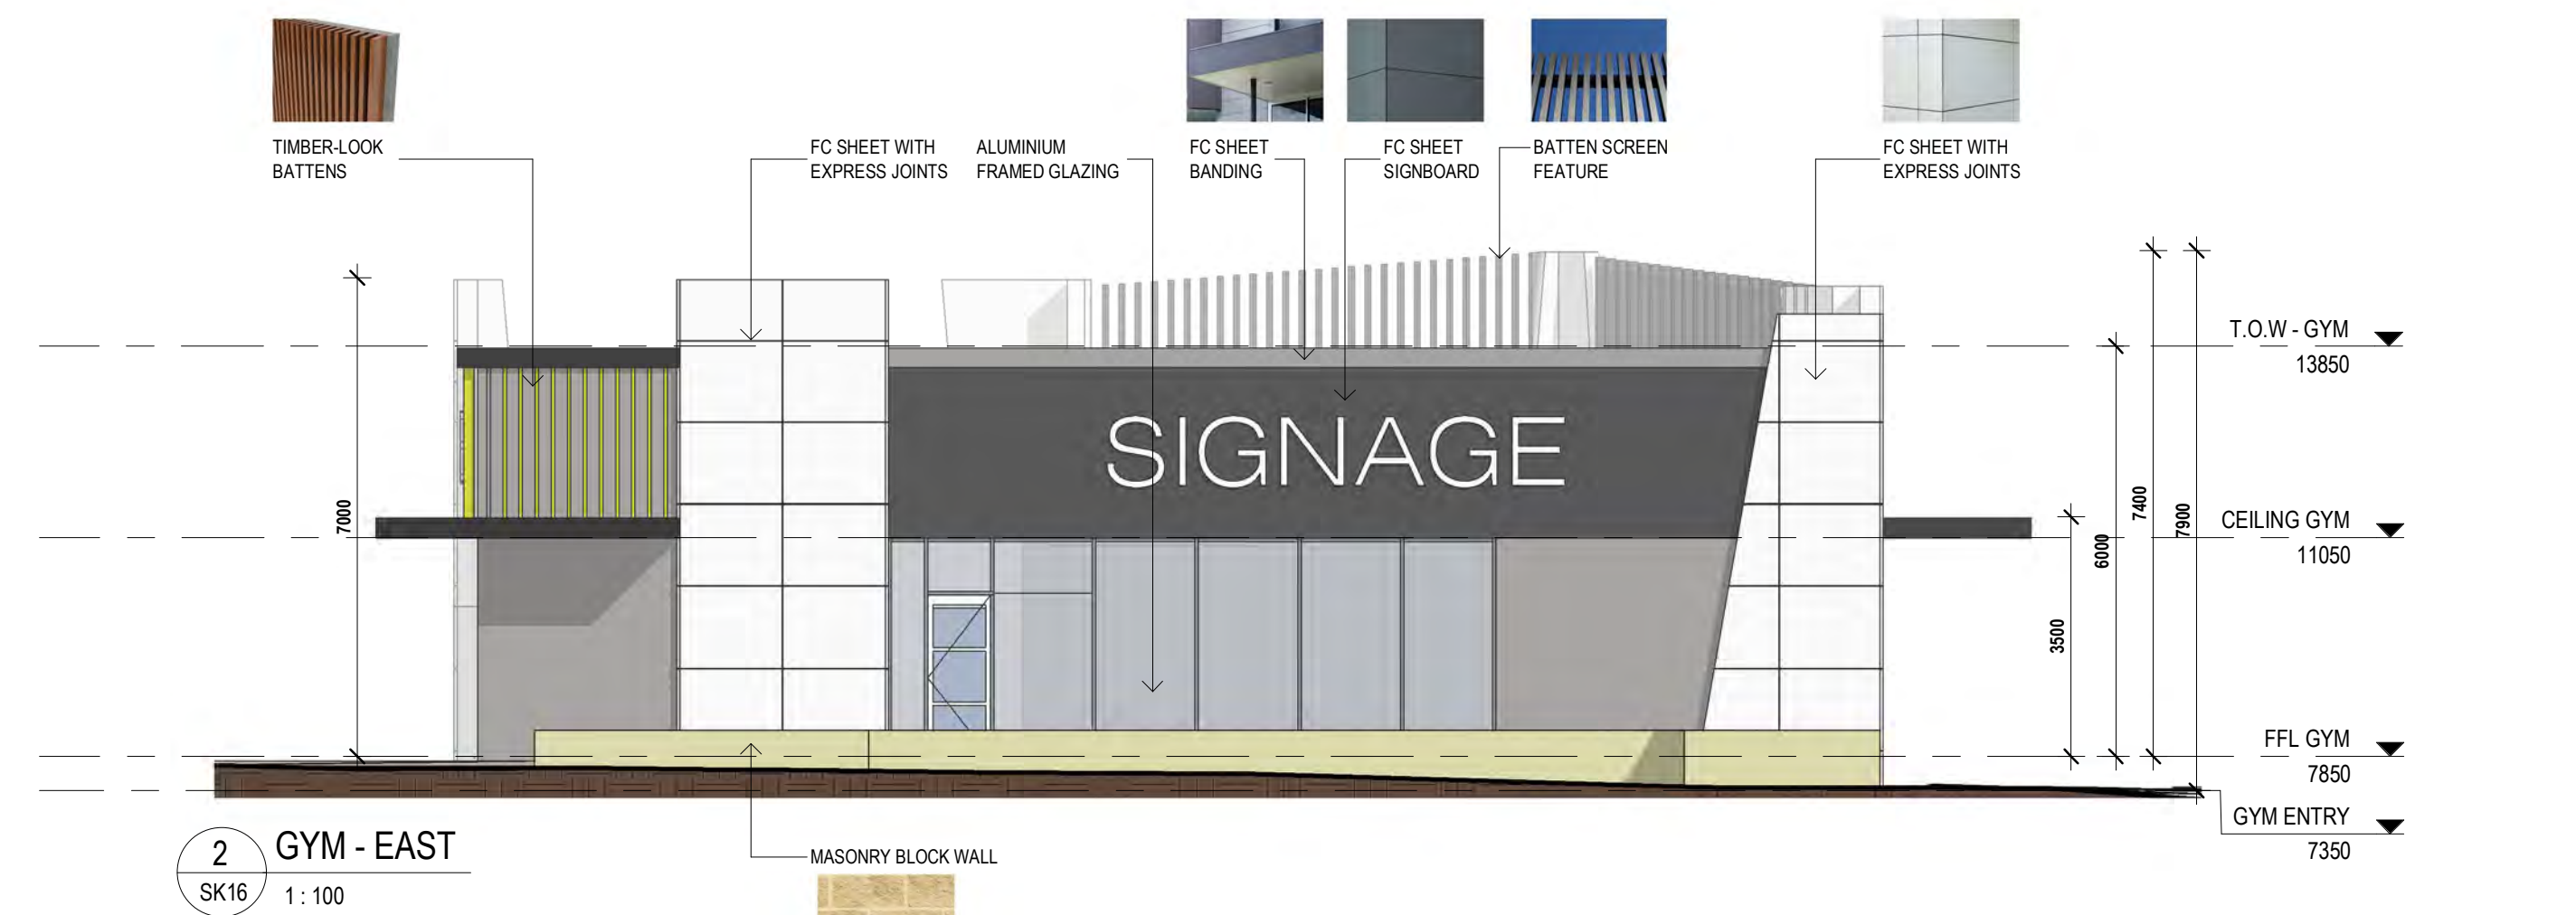 TIMBER-LOOK
BATTENS
FC SHEET WITH
EXPRESS JOINTS
ALUMINIUM
FRAMED GLAZING
FC SHEET
BANDING
FC SHEET
SIGNBOARD
BATTEN SCREEN
FEATURE
FC SHEET WITH
EXPRESS JOINTS
7000
SIGNAGE
3500
6000
7400
7900
T.O.W - GYM
13850
CEILING GYM
11050
FFL GYM
7850
GYM ENTRY
7350
2
SK16
GYM - EAST
1 : 100
MASONRY BLOCK WALL